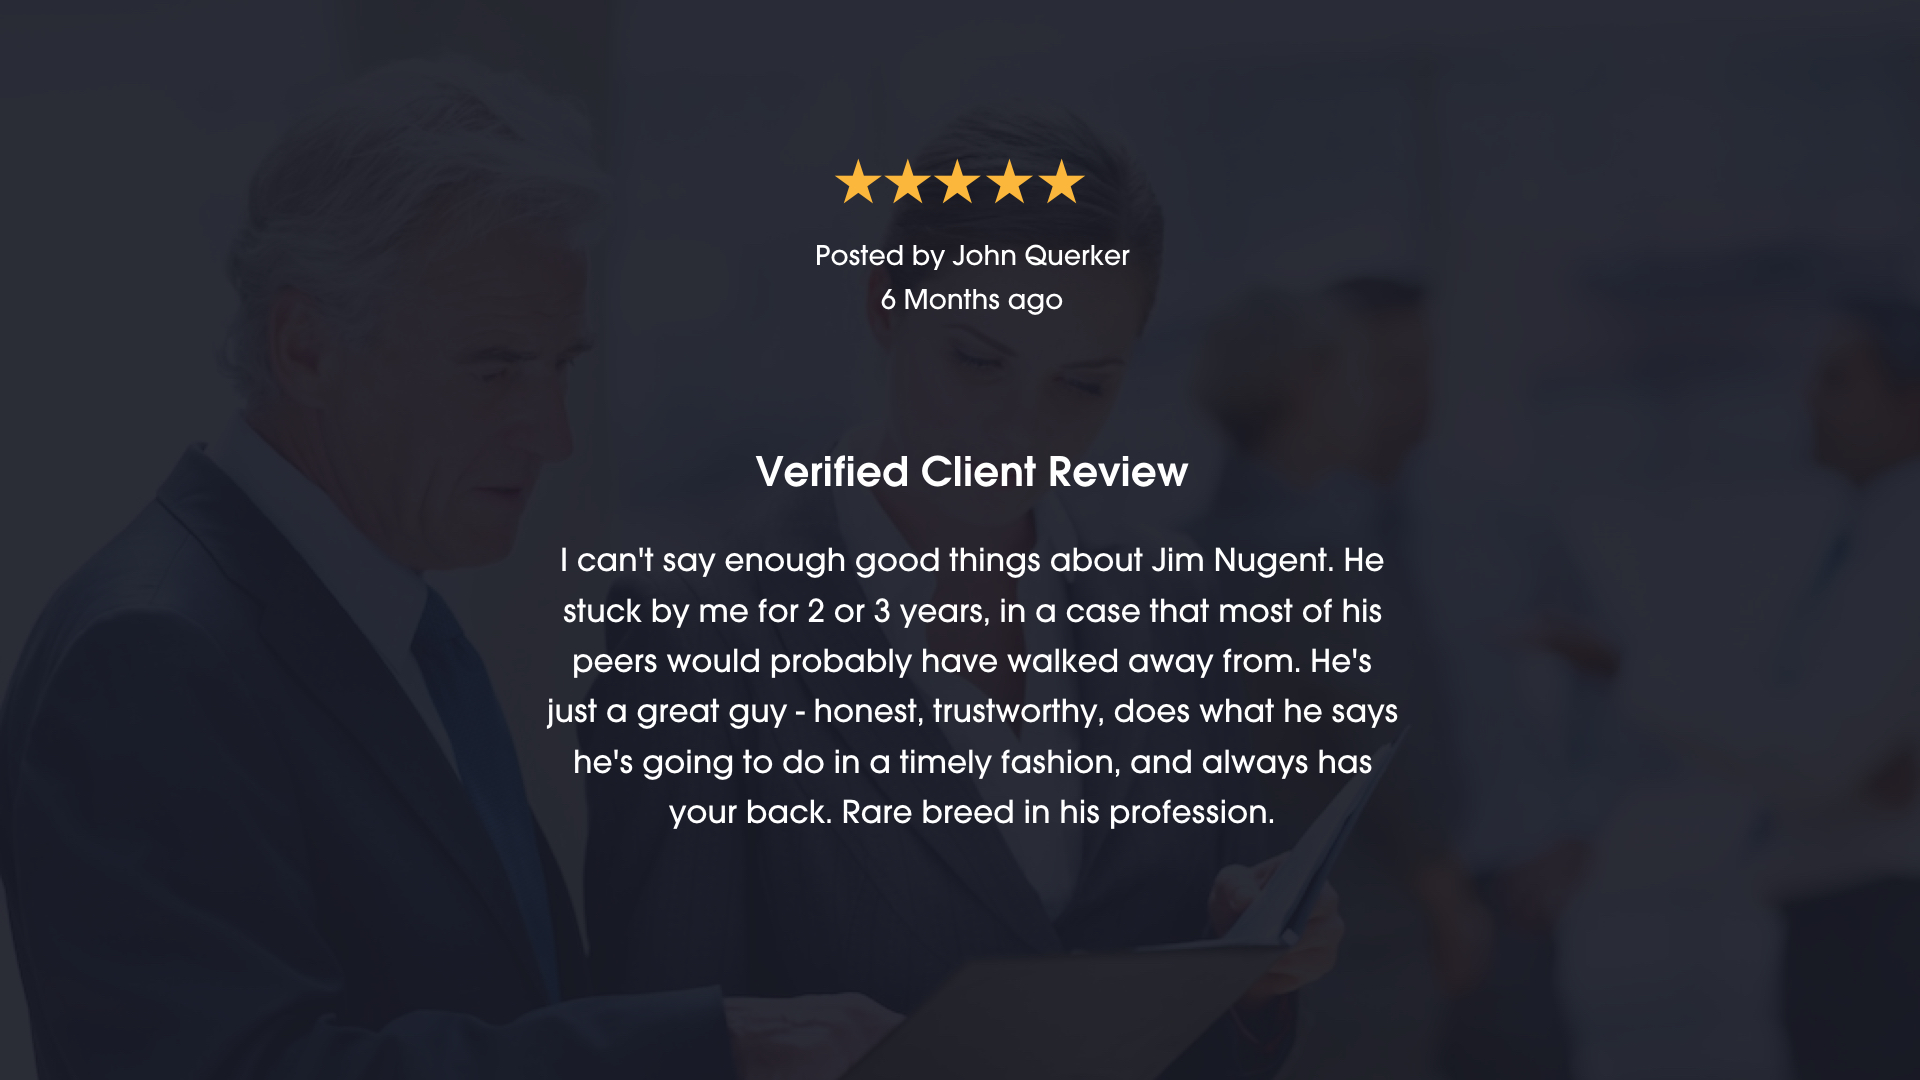 ★★★★★
Posted by John Querker
6 Months ago
Verified Client Review
I can't say enough good things about Jim Nugent. He
stuck by me for 2 or 3 years, in a case that most of his
peers would probably have walked away from. He's
just a great guy - honest, trustworthy, does what he says
he's going to do in a timely fashion, and always has
your back. Rare breed in his profession.